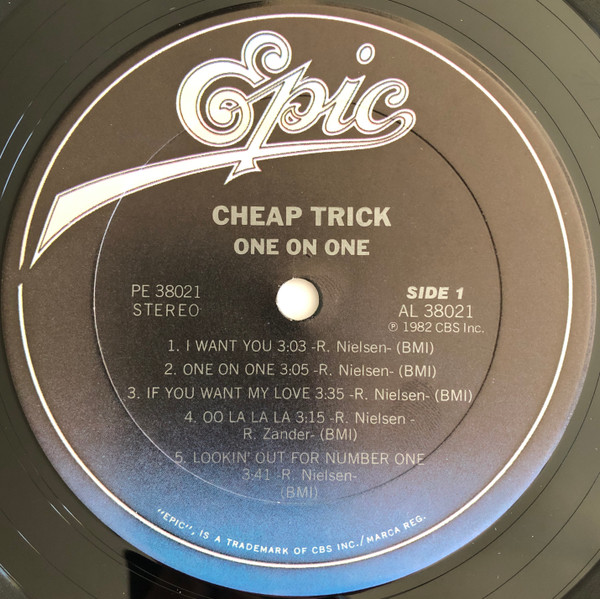 Epic
CHEAP TRICK
ONE ON ONE
PE 38021
STEREO
SIDE 1
AL 38021
℗ 1982 CBS Inc.
1. I WANT YOU 3:03 -R. Nielsen- (BMI)
2. ONE ON ONE 3:05 -R. Nielsen- (BMI)
3. IF YOU WANT MY LOVE 3:35 -R. Nielsen- (BMI)
4. OO LA LA LA 3:15 -R. Nielsen -
R. Zander- (BMI)
5. LOOKIN' OUT FOR NUMBER ONE
3:41 -R. Nielsen-
(BMI)
"EPIC", IS A TRADEMARK OF CBS INC./MARCA REG.